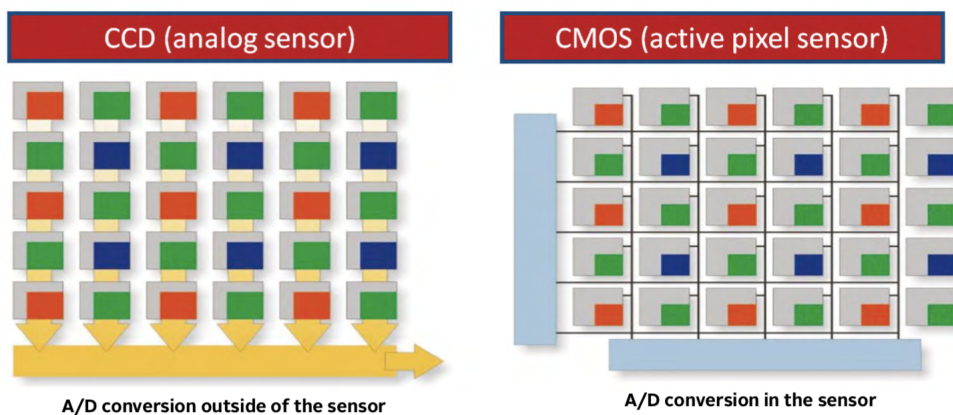 CCD (analog sensor)
CMOS (active pixel sensor)
A/D conversion outside of the sensor
A/D conversion in the sensor